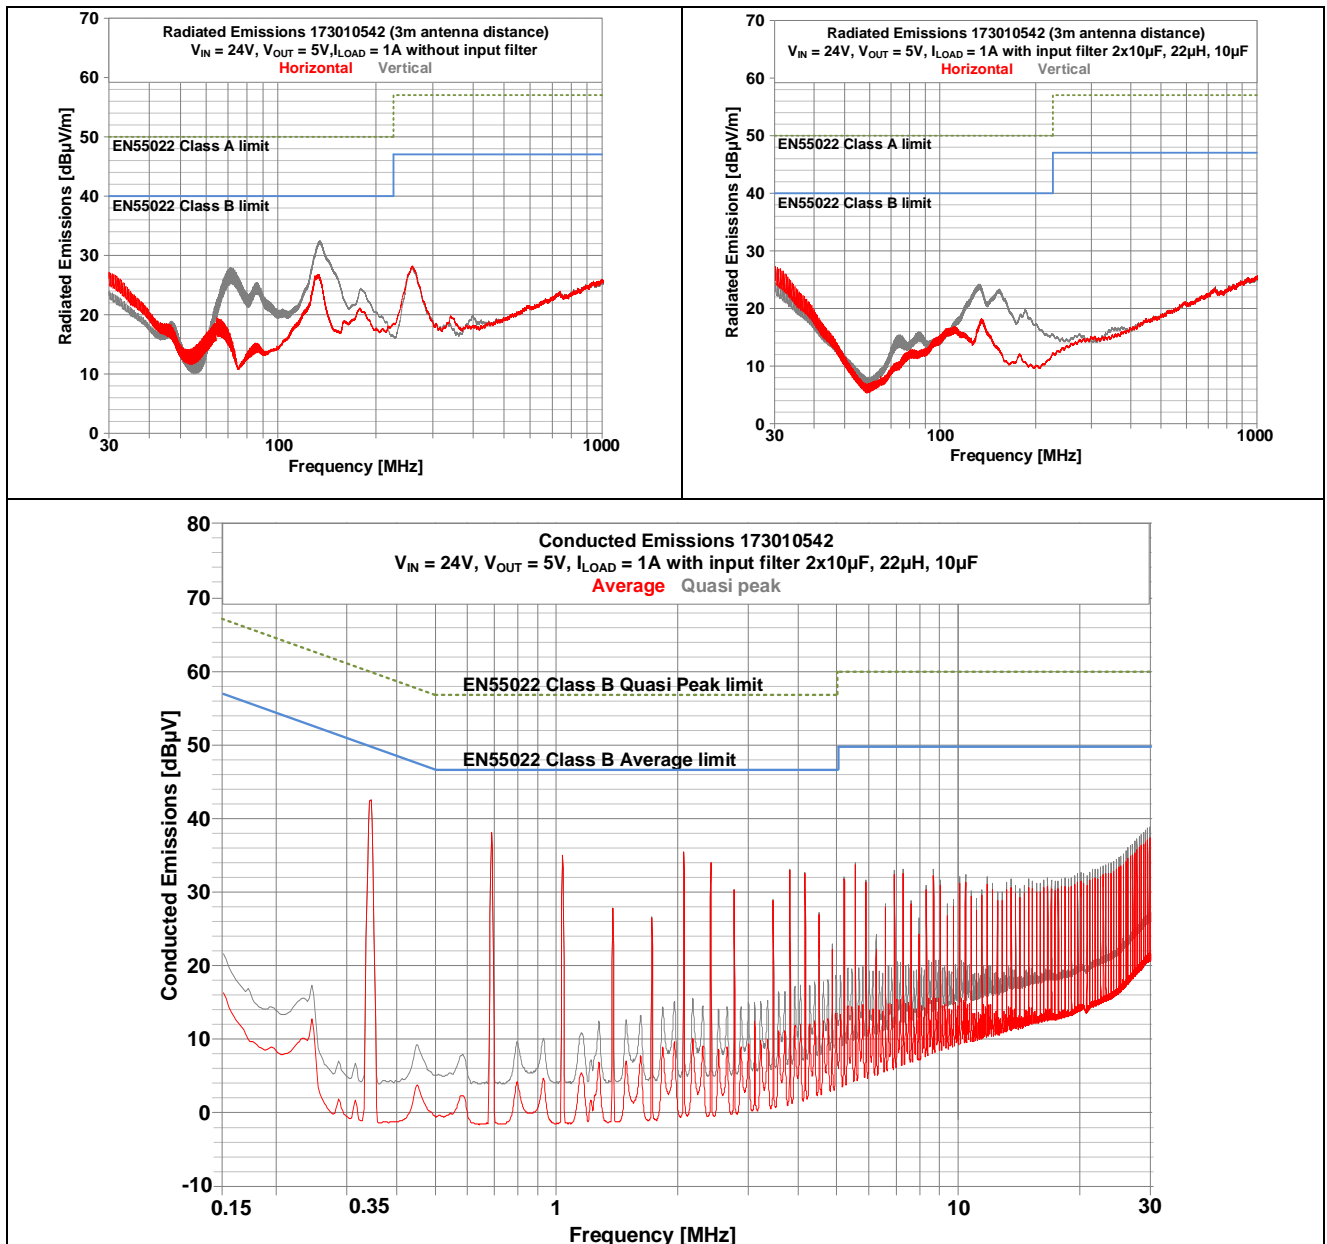 Radiated Emissions 173010542 (3m antenna distance)
VIN = 24V, VOUT = 5V,ILOAD = 1A without input filter
Horizontal Vertical
Radiated Emissions [dBµV/m]
70
60
50
40
30
20
10
0
EN55022 Class A limit
EN55022 Class B limit
30 100 1000
Frequency [MHz]
Radiated Emissions 173010542 (3m antenna distance)
VIN = 24V, VOUT = 5V, ILOAD = 1A with input filter 2x10µF, 22µH, 10µF
Horizontal Vertical
Radiated Emissions [dBµV/m]
70
60
50
40
30
20
10
0
EN55022 Class A limit
EN55022 Class B limit
30 100 1000
Frequency [MHz]
Conducted Emissions 173010542
VIN = 24V, VOUT = 5V, ILOAD = 1A with input filter 2x10µF, 22µH, 10µF
Average Quasi peak
Conducted Emissions [dBµV]
80
70
60
50
40
30
20
10
0
-10
EN55022 Class B Quasi Peak limit
EN55022 Class B Average limit
0.15 0.35 1 10 30
Frequency [MHz]